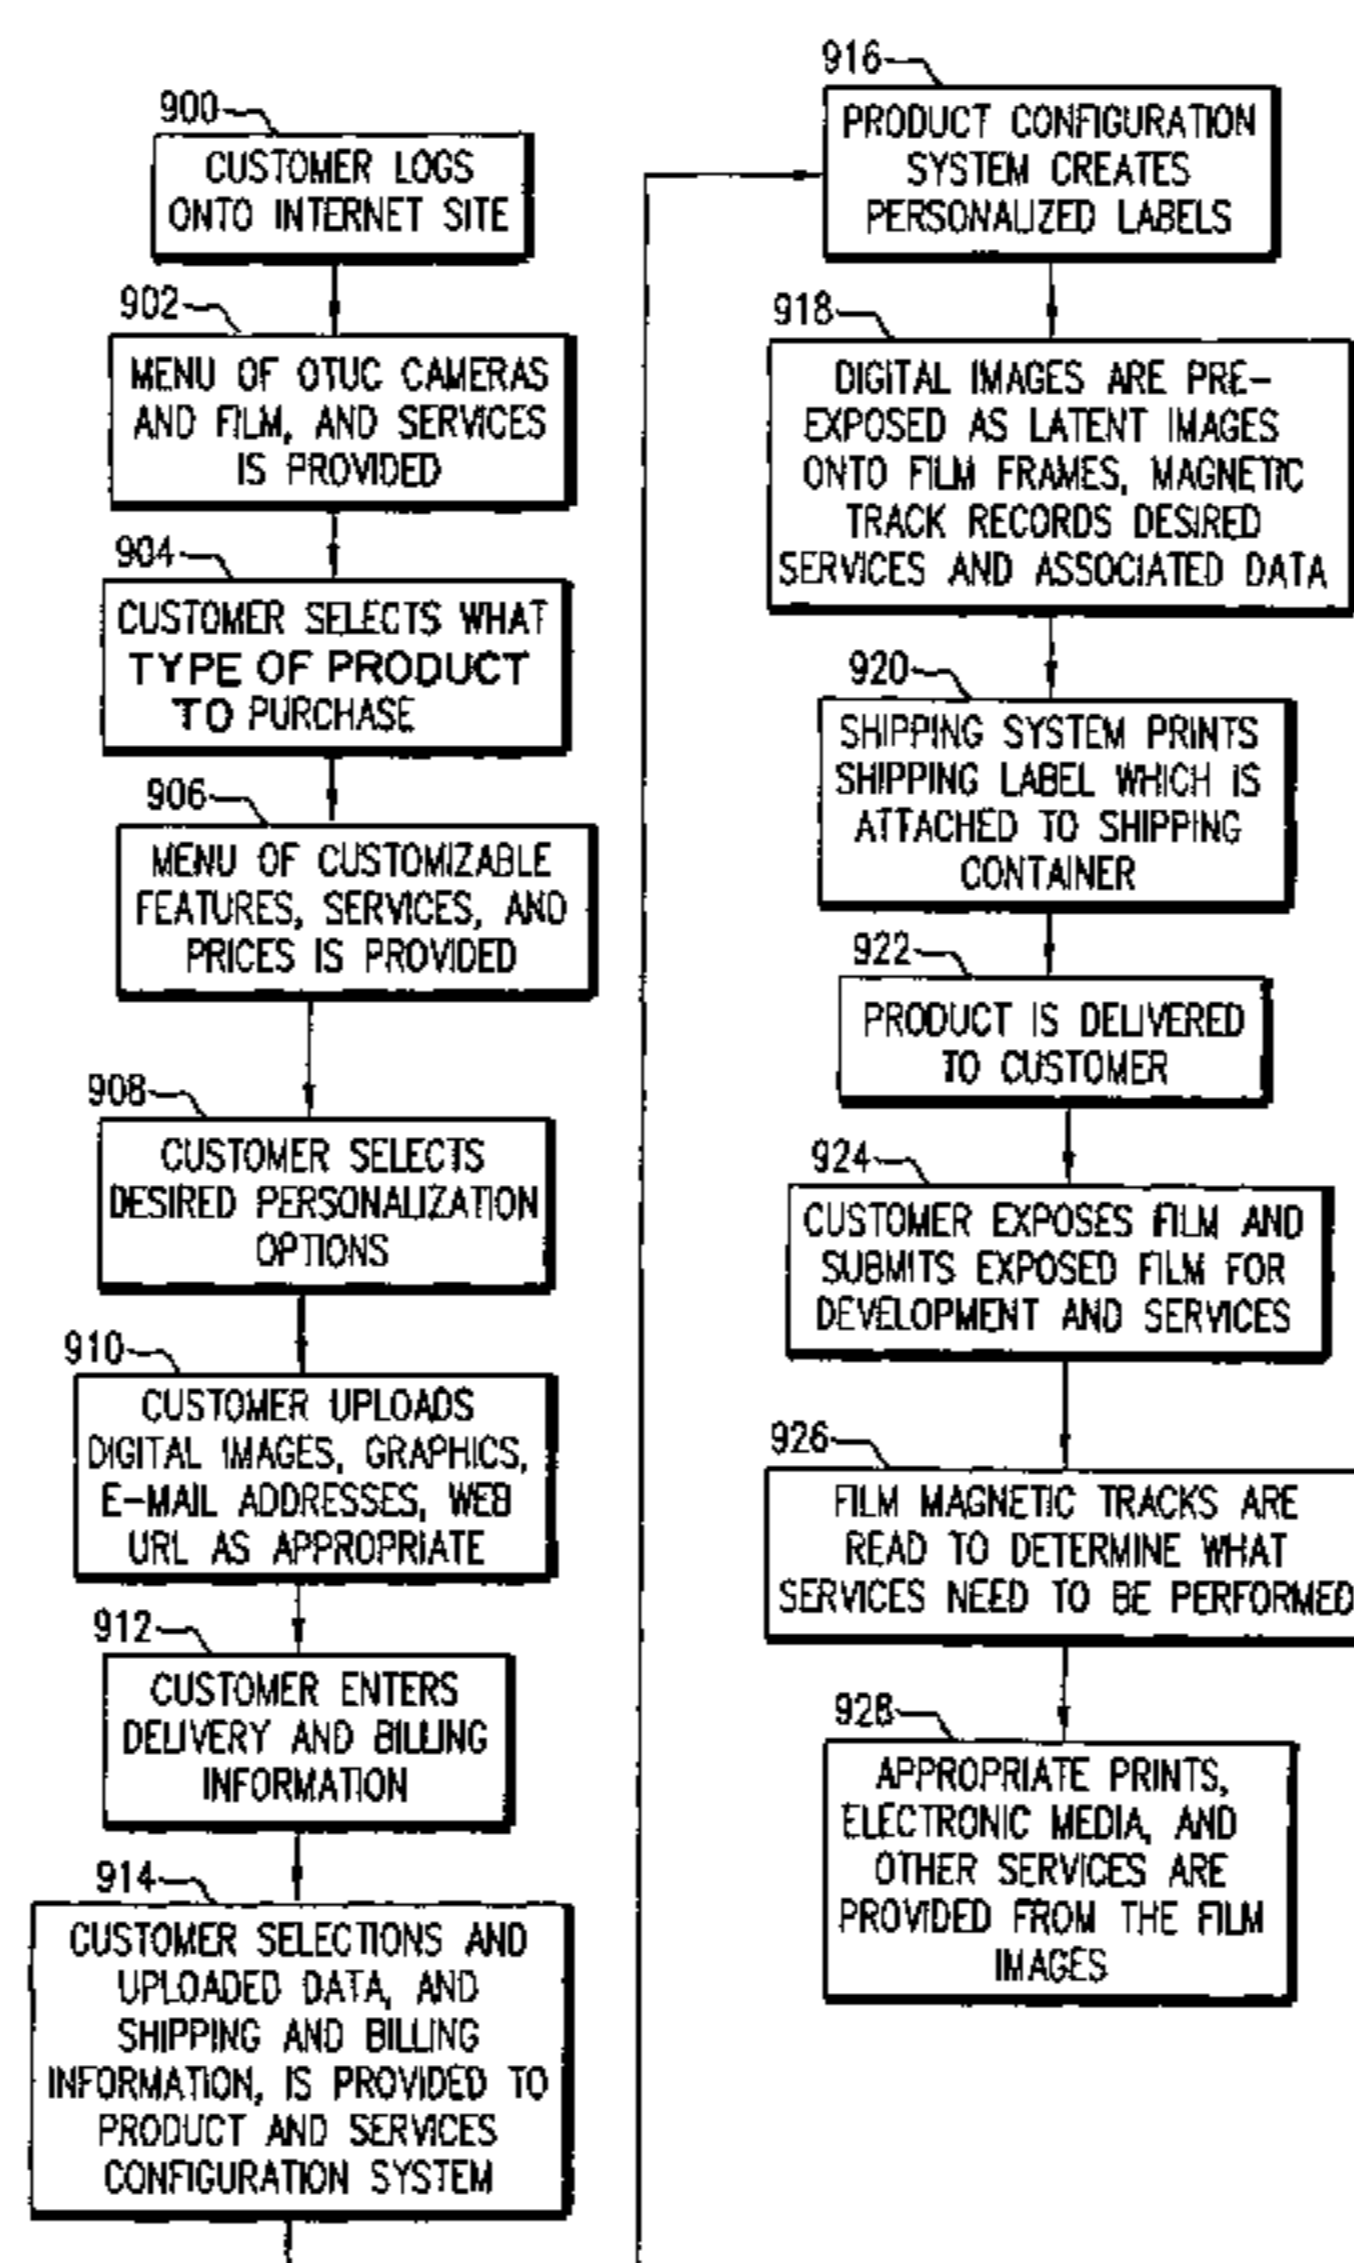 900
CUSTOMER LOGS
ONTO INTERNET SITE
902
MENU OF OTUC CAMERAS
AND FILM, AND SERVICES
IS PROVIDED
904
CUSTOMER SELECTS WHAT
TYPE OF PRODUCT
TO PURCHASE
906
MENU OF CUSTOMIZABLE
FEATURES, SERVICES, AND
PRICES IS PROVIDED
908
CUSTOMER SELECTS
DESIRED PERSONALIZATION
OPTIONS
910
CUSTOMER UPLOADS
DIGITAL IMAGES, GRAPHICS,
E-MAIL ADDRESSES, WEB
URL AS APPROPRIATE
912
CUSTOMER ENTERS
DELIVERY AND BILLING
INFORMATION
914
CUSTOMER SELECTIONS AND
UPLOADED DATA, AND
SHIPPING AND BILLING
INFORMATION, IS PROVIDED TO
PRODUCT AND SERVICES
CONFIGURATION SYSTEM
916
PRODUCT CONFIGURATION
SYSTEM CREATES
PERSONALIZED LABELS
918
DIGITAL IMAGES ARE PRE-
EXPOSED AS LATENT IMAGES
ONTO FILM FRAMES, MAGNETIC
TRACK RECORDS DESIRED
SERVICES AND ASSOCIATED DATA
920
SHIPPING SYSTEM PRINTS
SHIPPING LABEL WHICH IS
ATTACHED TO SHIPPING
CONTAINER
922
PRODUCT IS DELIVERED
TO CUSTOMER
924
CUSTOMER EXPOSES FILM AND
SUBMITS EXPOSED FILM FOR
DEVELOPMENT AND SERVICES
926
FILM MAGNETIC TRACKS ARE
READ TO DETERMINE WHAT
SERVICES NEED TO BE PERFORMED
928
APPROPRIATE PRINTS,
ELECTRONIC MEDIA, AND
OTHER SERVICES ARE
PROVIDED FROM THE FILM
IMAGES